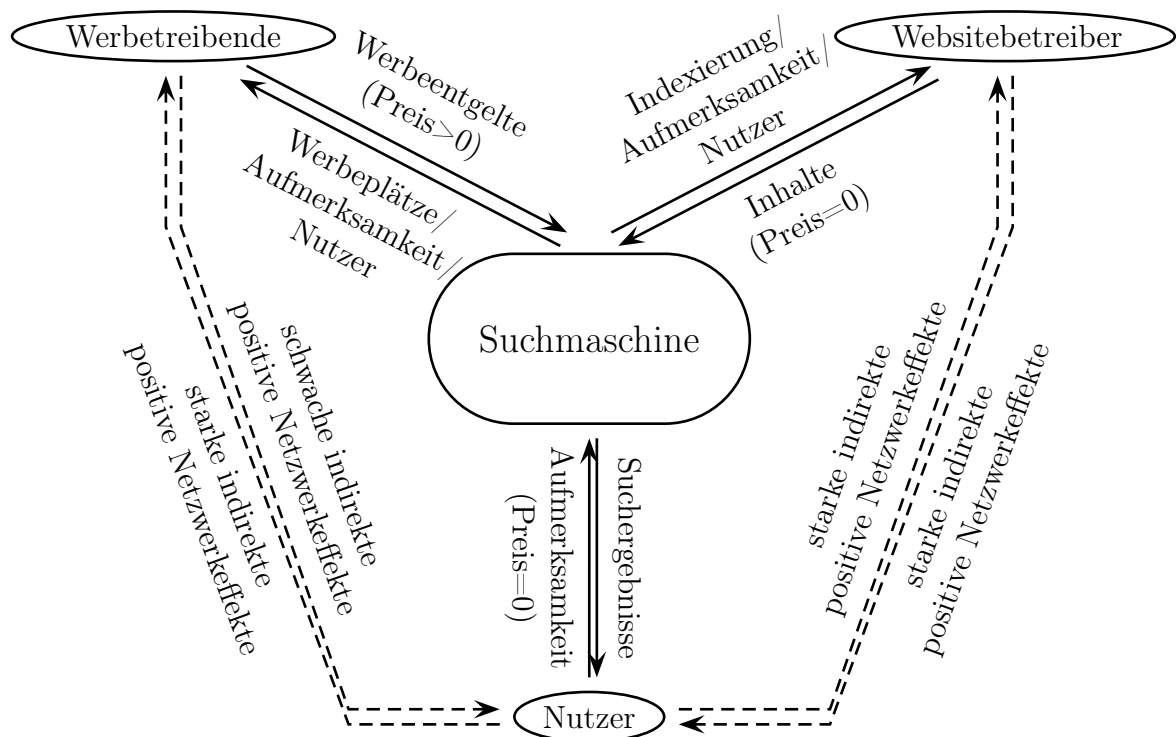 Werbetreibende
Websitebetreiber
Werbeentgelte
(Preis>0)
Werbeplätze/
Aufmerksamkeit/
Nutzer
Indexierung/
Aufmerksamkeit/
Nutzer
Inhalte
(Preis=0)
Suchmaschine
starke indirekte
positive Netzwerkeffekte
schwache indirekte
positive Netzwerkeffekte
Suchergebnisse
Aufmerksamkeit
(Preis=0)
starke indirekte
positive Netzwerkeffekte
starke indirekte
positive Netzwerkeffekte
Nutzer